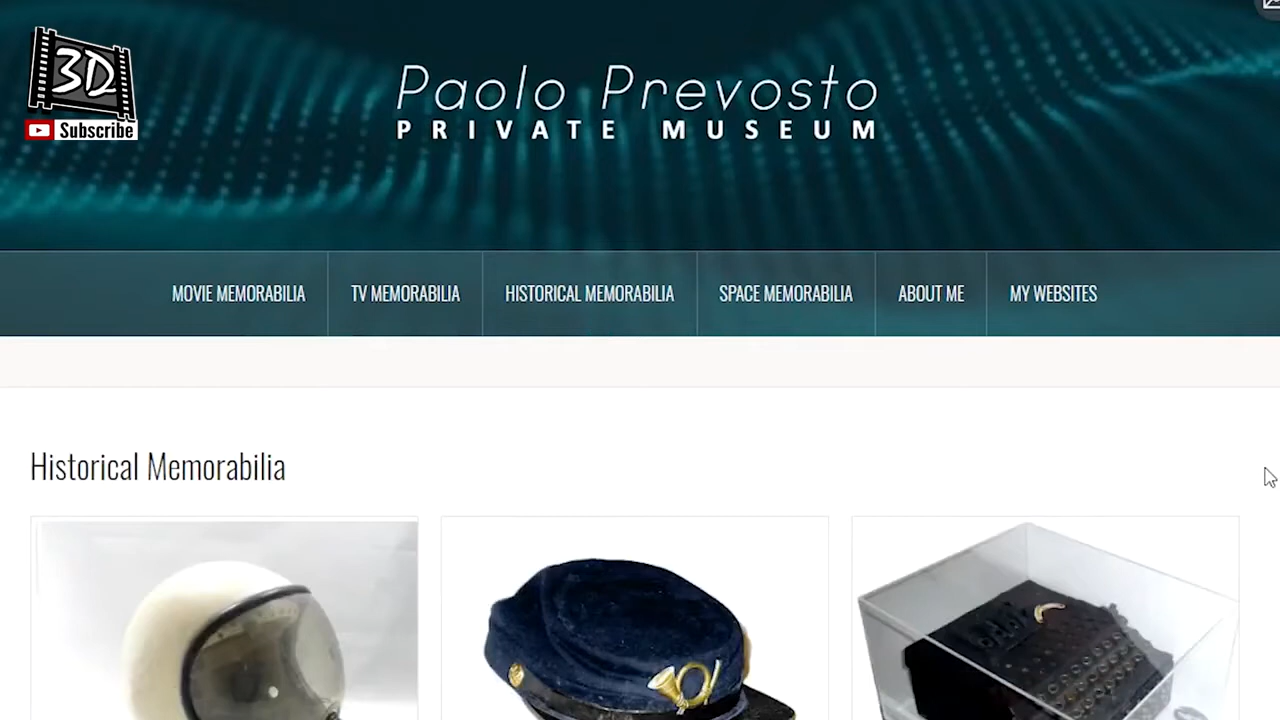 3D
Subscribe
Paolo Prevosto
PRIVATE MUSEUM
MOVIE MEMORABILIA
TV MEMORABILIA
HISTORICAL MEMORABILIA
SPACE MEMORABILIA
ABOUT ME
MY WEBSITES
Historical Memorabilia